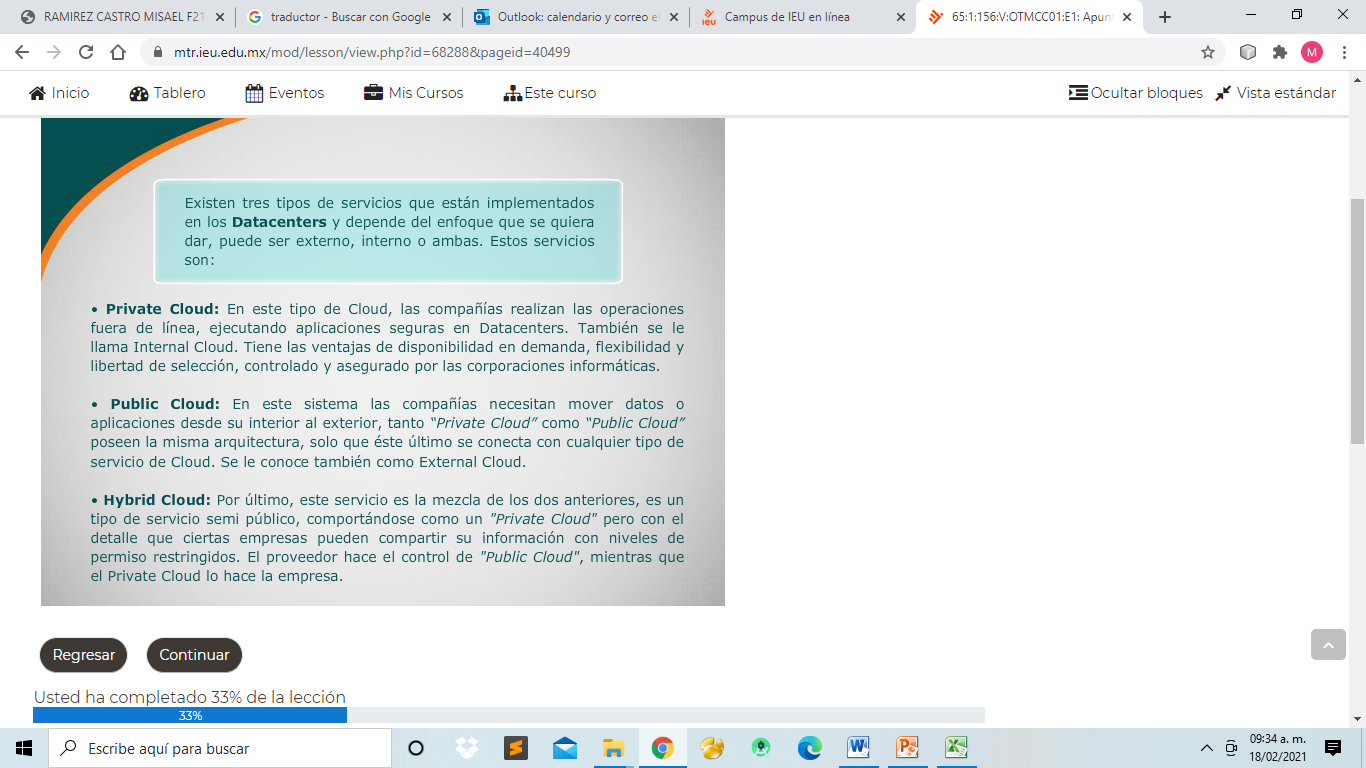 RAMIREZ CASTRO MISAEL F21
traductor - Buscar con Google
Outlook: calendario y correo el
Campus de IEU en línea
65:1:156:V:OTMCC01:E1: Apunt
mtr.ieu.edu.mx/mod/lesson/view.php?id=68288&pageid=40499
M
Inicio
Tablero
Eventos
Mis Cursos
Este curso
Ocultar bloques
Vista estándar
Existen tres tipos de servicios que están implementados
en los Datacenters y depende del enfoque que se quiera
dar, puede ser externo, interno o ambas. Estos servicios
son:
• Private Cloud: En este tipo de Cloud, las compañías realizan las operaciones
fuera de línea, ejecutando aplicaciones seguras en Datacenters. También se le
llama Internal Cloud. Tiene las ventajas de disponibilidad en demanda, flexibilidad y
libertad de selección, controlado y asegurado por las corporaciones informáticas.
• Public Cloud: En este sistema las compañías necesitan mover datos o
aplicaciones desde su interior al exterior, tanto “Private Cloud” como “Public Cloud”
poseen la misma arquitectura, solo que éste último se conecta con cualquier tipo de
servicio de Cloud. Se le conoce también como External Cloud.
• Hybrid Cloud: Por último, este servicio es la mezcla de los dos anteriores, es un
tipo de servicio semi público, comportándose como un "Private Cloud" pero con el
detalle que ciertas empresas pueden compartir su información con niveles de
permiso restringidos. El proveedor hace el control de "Public Cloud", mientras que
el Private Cloud lo hace la empresa.
Regresar
Continuar
Usted ha completado 33% de la lección
33%
Escribe aquí para buscar
09:34 a. m.
18/02/2021